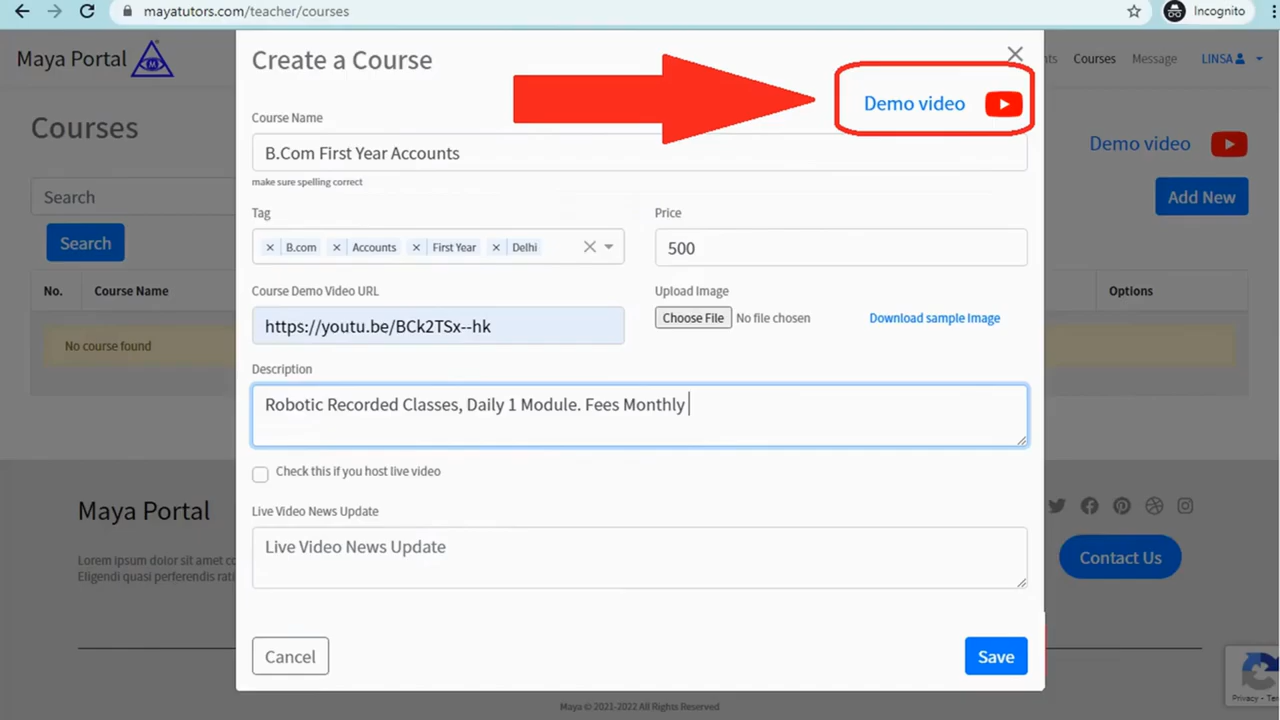 mayatutors.com/teacher/courses
Incognito
Maya Portal
Courses
Message
LINSA
Create a Course
Demo video
Courses
Course Name
B.Com First Year Accounts
make sure spelling correct
Demo video
Search
Add New
Search
Tag
Price
B.com
Accounts
First Year
Delhi
500
No.
Course Name
Options
Course Demo Video URL
Upload Image
https://youtu.be/BCk2TSx--hk
Choose File No file chosen
Download sample Image
No course found
Description
Robotic Recorded Classes, Daily 1 Module. Fees Monthly
Check this if you host live video
Live Video News Update
Live Video News Update
Maya Portal
Lorem ipsum dolor sit amet
Eligendi quasi perferendis
Contact Us
Cancel
Save
Maya © 2021-2022 All Rights Reserved
Privacy